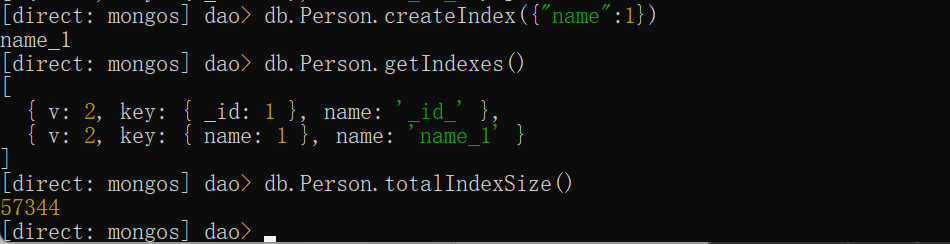 [direct: mongos] dao> db.Person.createIndex({"name":1})
name_1
[direct: mongos] dao> db.Person.getIndexes()
[
  { v: 2, key: { _id: 1 }, name: '_id_' },
  { v: 2, key: { name: 1 }, name: 'name_1' }
]
[direct: mongos] dao> db.Person.totalIndexSize()
57344
[direct: mongos] dao>